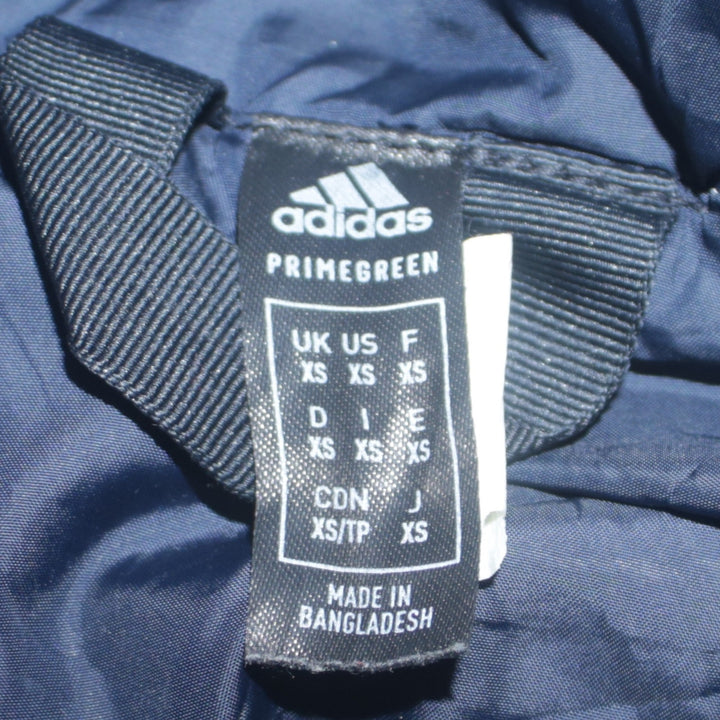 adidas
PRIMEGREEN
UK US F
XS XS XS
D I E
XS XS XS
CDN J
XS/TP XS
MADE IN
BANGLADESH